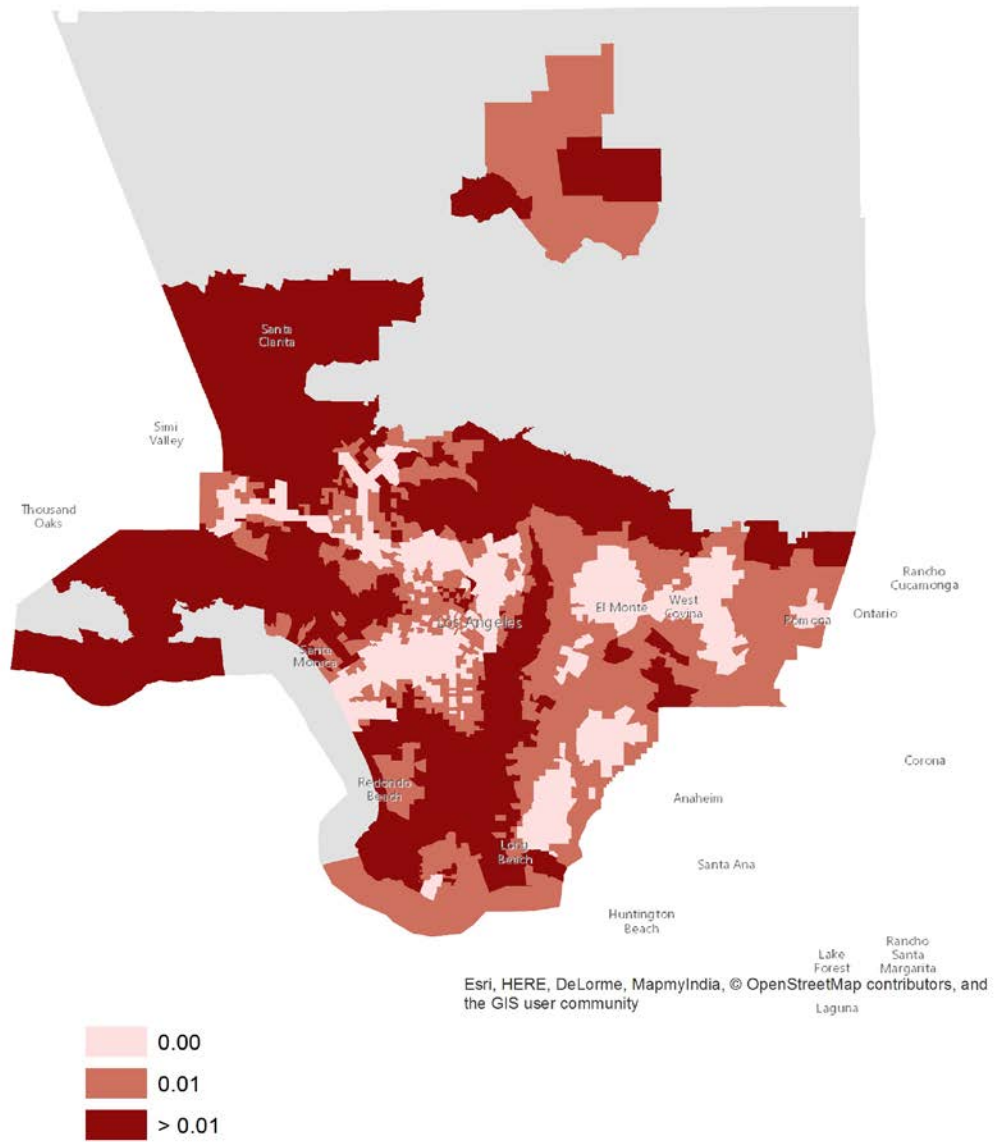 Santa
Clarita
Simi
Valley
Thousand
Oaks
Rancho
Cucamonga
El Monte
West
Covina
Pomona
Ontario
Los Angeles
Santa
Monica
Corona
Redondo
Beach
Anaheim
Long
Beach
Santa Ana
Huntington
Beach
Lake
Forest
Rancho
Santa
Margarita
Esri, HERE, DeLorme, MapmyIndia, © OpenStreetMap contributors, and
the GIS user community
Laguna
0.00
0.01
> 0.01